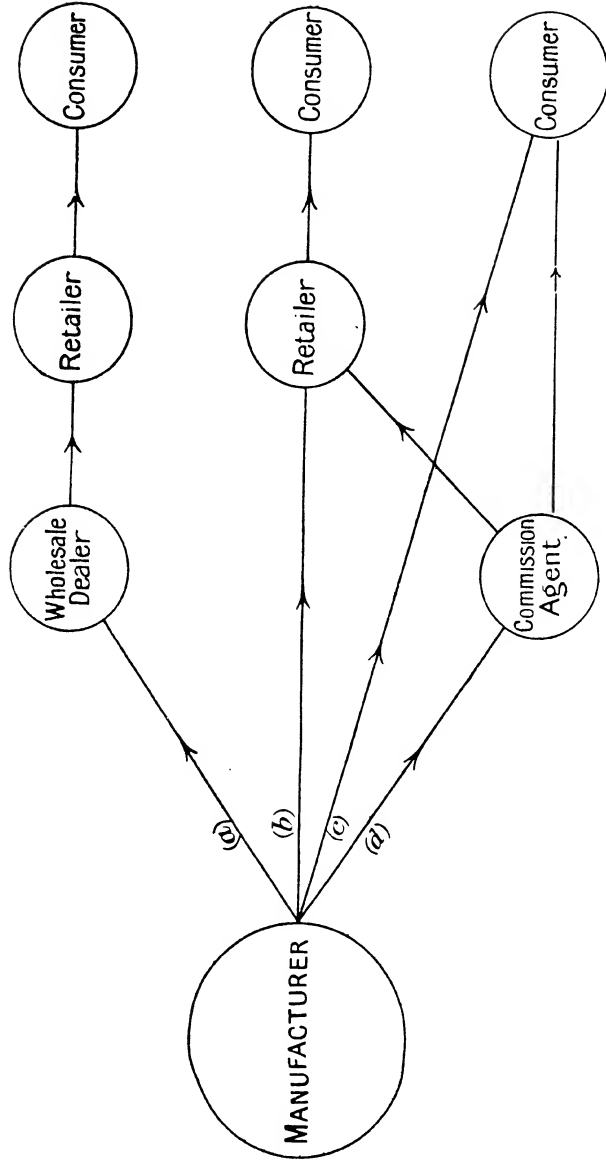 MANUFACTURER
(a)
(b)
(c)
(d)
Wholesale
Dealer
Retailer
Consumer
Retailer
Consumer
Commission
Agent.
Consumer